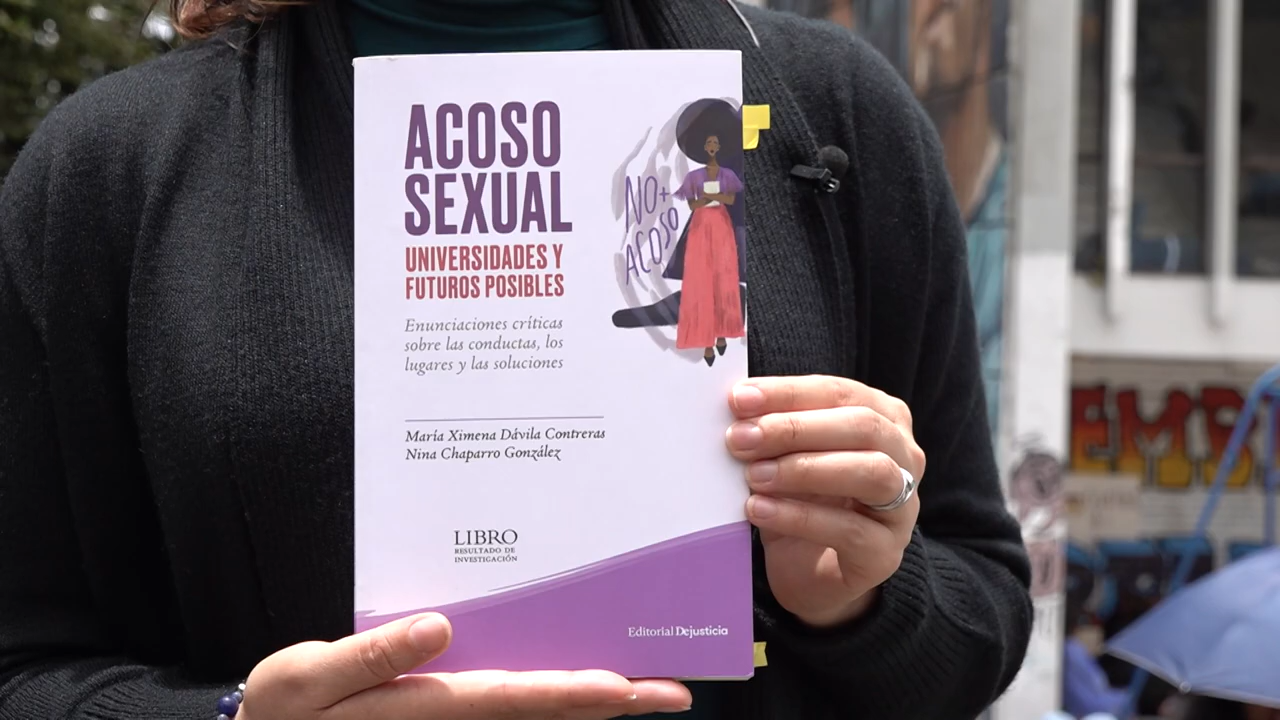 ACOSO
SEXUAL
UNIVERSIDADES Y
FUTUROS POSIBLES
Enunciaciones críticas
sobre las conductas, los
lugares y las soluciones
NO+
ACOSO
María Ximena Dávila Contreras
Nina Chaparro González
LIBRO
RESULTADO DE
INVESTIGACIÓN
Editorial Dejusticia